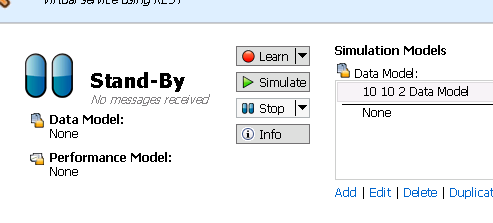 virtual service using REST
Stand-By
No messages received
Data Model:
None
Performance Model:
None
Learn
Simulate
Stop
Info
Simulation Models
Data Model:
10 10 2 Data Model
None
Add | Edit | Delete | Duplicat